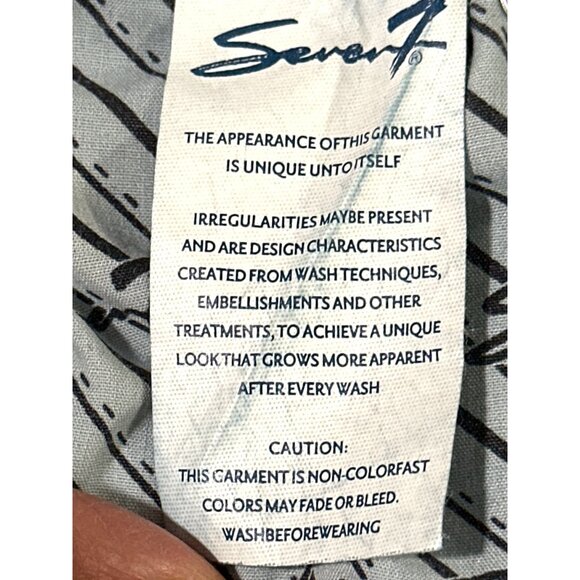 Seven7®
THE APPEARANCE OFTHIS GARMENT
IS UNIQUE UNTO ITSELF
IRREGULARITIES MAYBE PRESENT
AND ARE DESIGN CHARACTERISTICS
CREATED FROM WASH TECHNIQUES,
EMBELLISHMENTS AND OTHER
TREATMENTS, TO ACHIEVE A UNIQUE
LOOK THAT GROWS MORE APPARENT
AFTER EVERY WASH
CAUTION:
THIS GARMENT IS NON-COLORFAST
COLORS MAY FADE OR BLEED.
WASHBEFOREWEARING